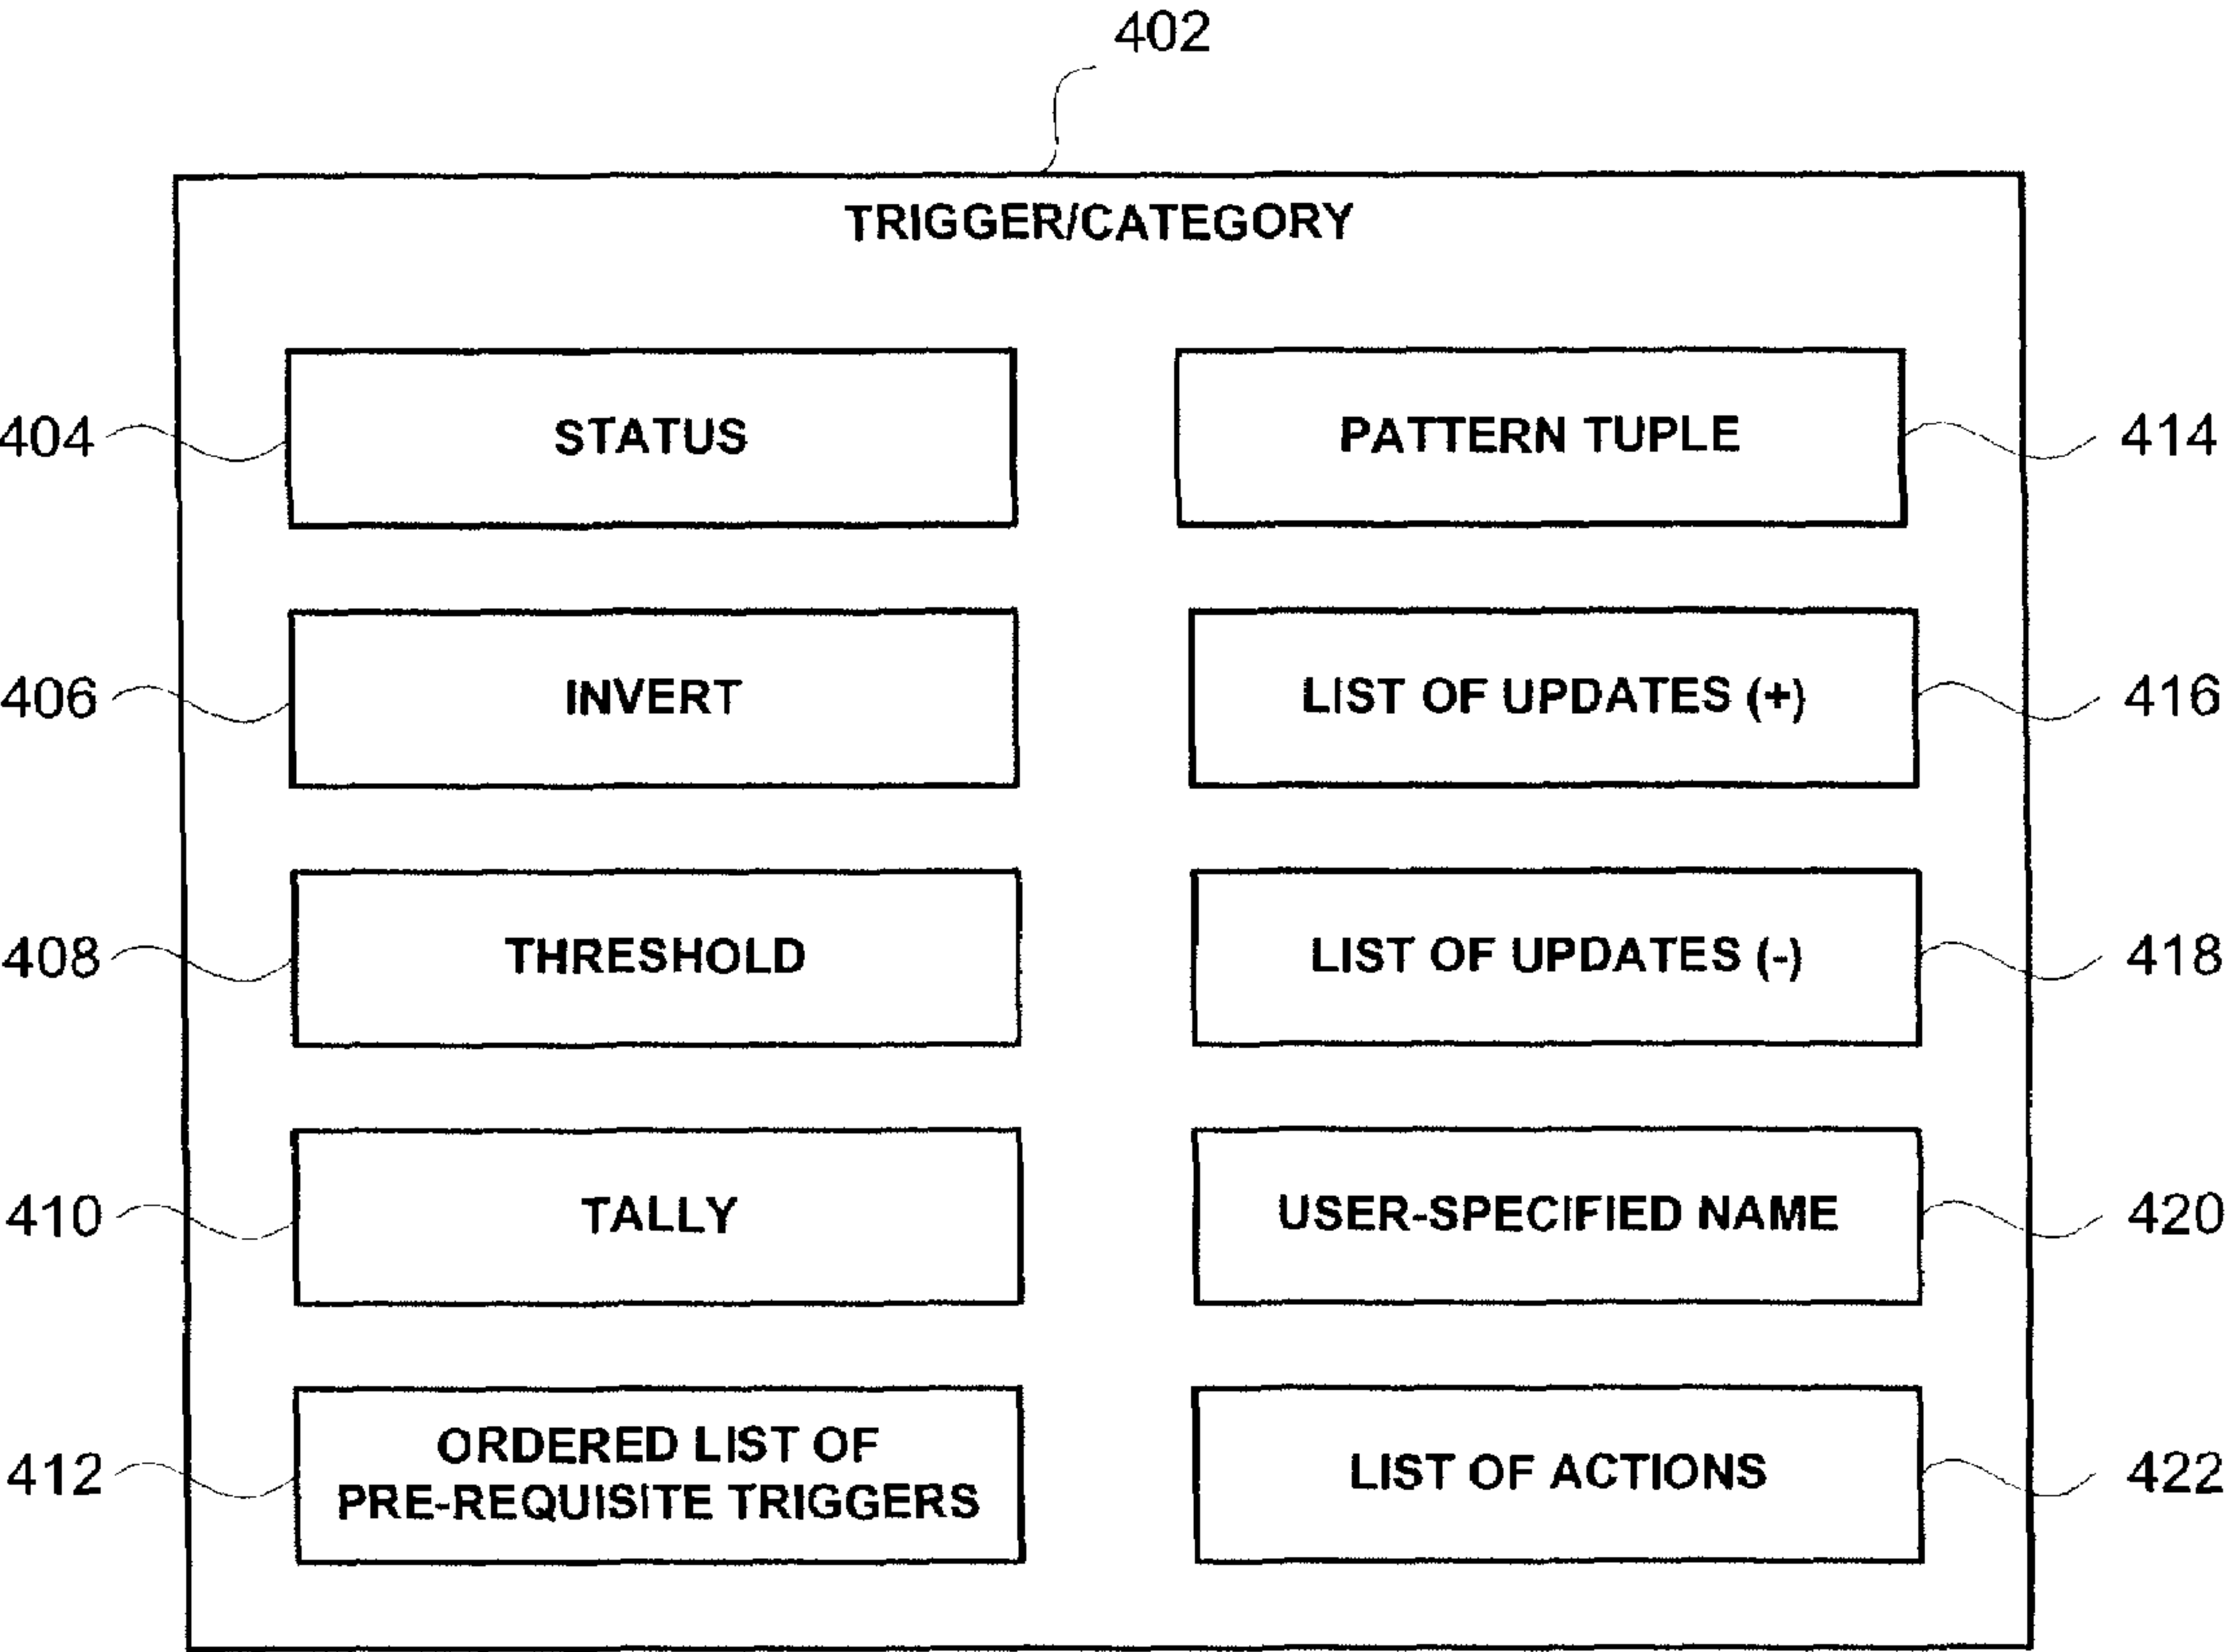 402
TRIGGER/CATEGORY
404
STATUS
PATTERN TUPLE
414
406
INVERT
LIST OF UPDATES (+)
416
408
THRESHOLD
LIST OF UPDATES (-)
418
410
TALLY
USER-SPECIFIED NAME
420
412
ORDERED LIST OF
PRE-REQUISITE TRIGGERS
LIST OF ACTIONS
422